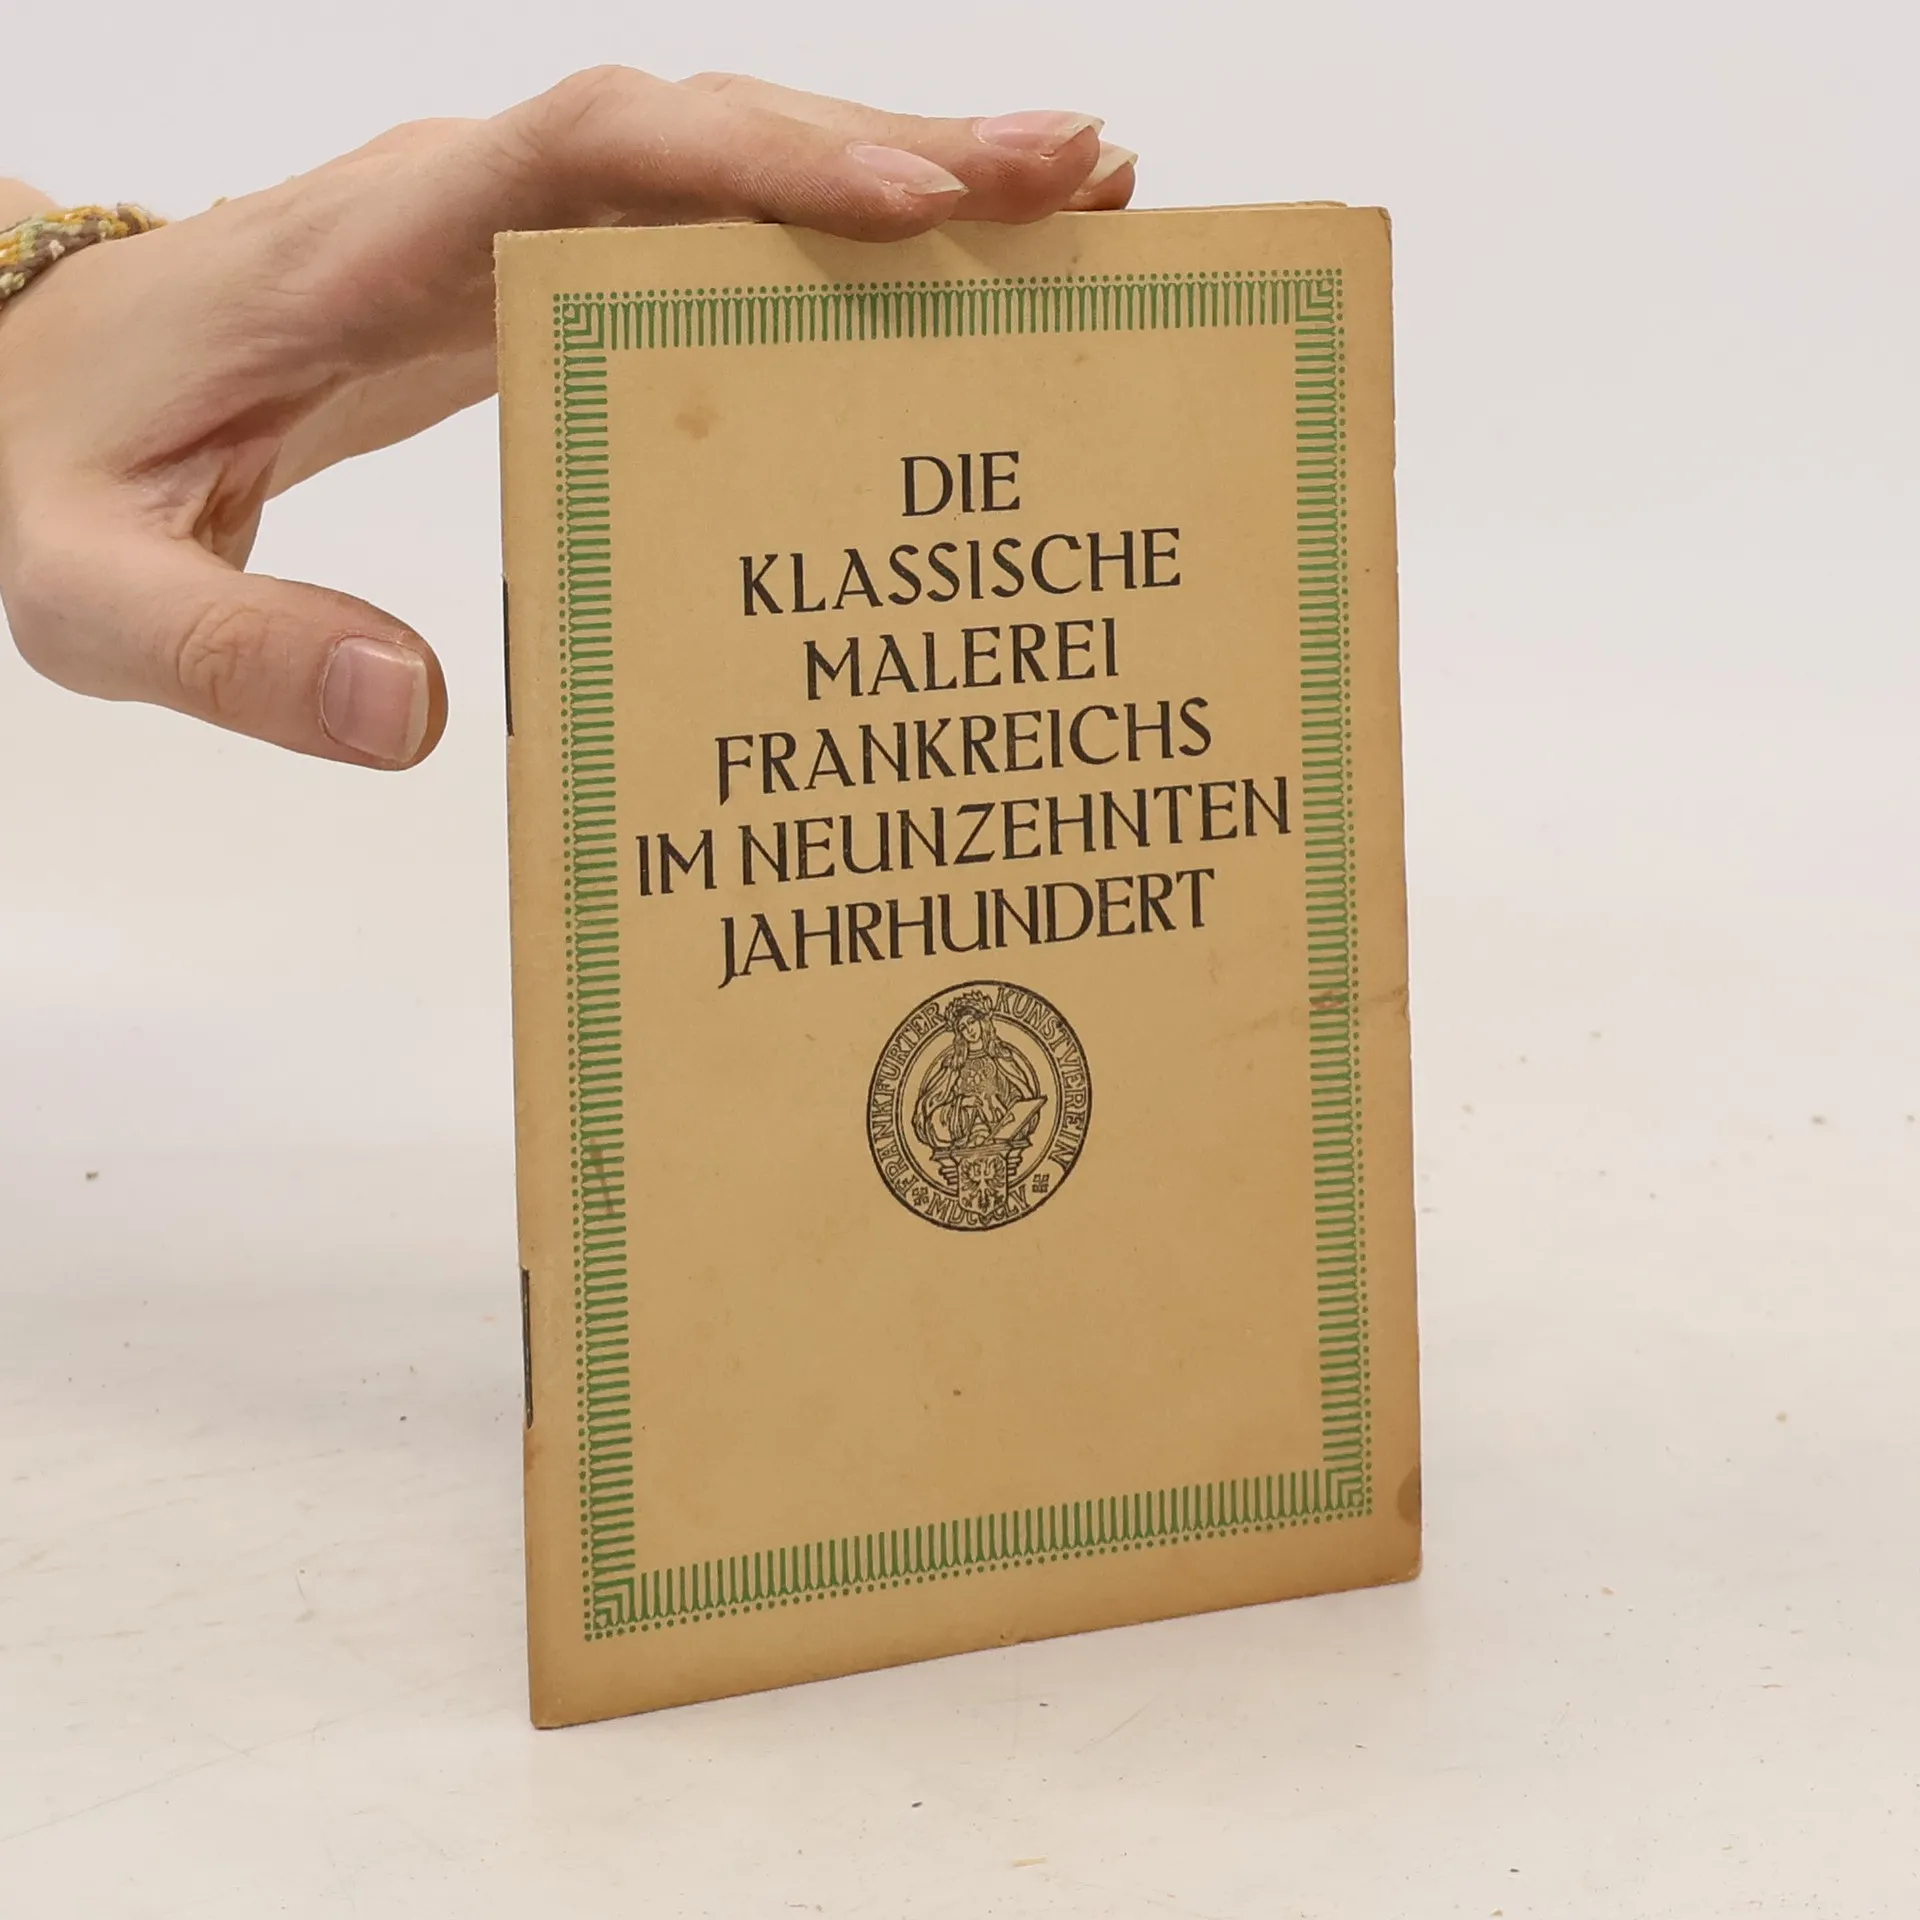 DIE
KLASSISCHE
MALEREI
FRANKREICHS
IM NEUNZEHNTEN
JAHRHUNDERT
FRANKFURTER KUNSTVEREIN